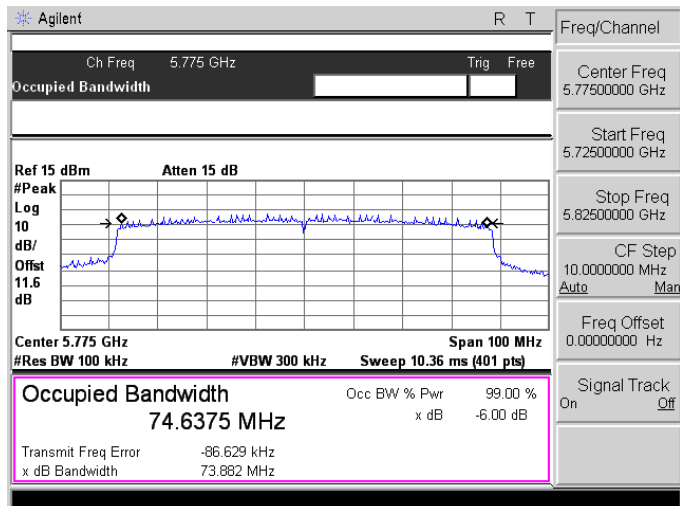 Agilent R T
Ch Freq 5.775 GHz Trig Free
Occupied Bandwidth
Ref 15 dBm Atten 15 dB
#Peak
Log
10
dB/
Offst
11.6
dB
Center 5.775 GHz Span 100 MHz
#Res BW 100 kHz #VBW 300 kHz Sweep 10.36 ms (401 pts)
Occupied Bandwidth Occ BW % Pwr 99.00 %
74.6375 MHz x dB -6.00 dB
Transmit Freq Error -86.629 kHz
x dB Bandwidth 73.882 MHz
Freq/Channel
Center Freq
5.77500000 GHz
Start Freq
5.72500000 GHz
Stop Freq
5.82500000 GHz
CF Step
10.0000000 MHz
Auto Man
Freq Offset
0.00000000 Hz
Signal Track
On Off